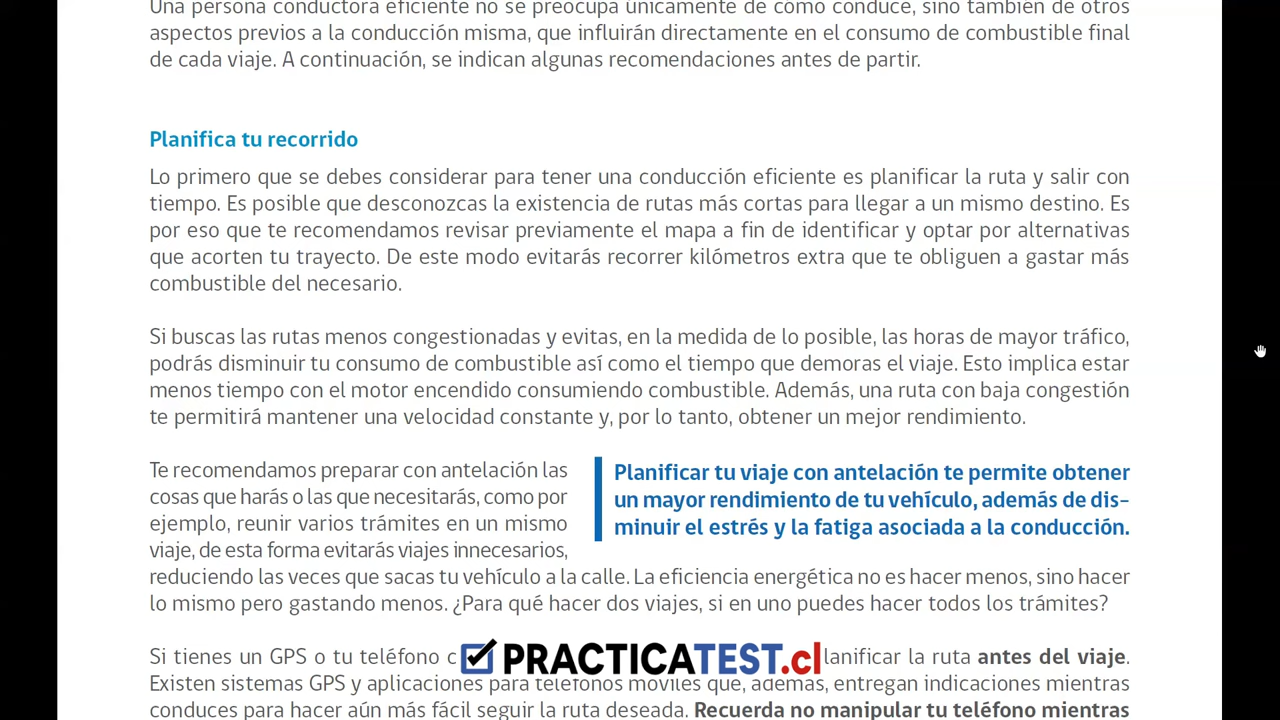 Una persona conductora eficiente no se preocupa únicamente de cómo conduce, sino también de otros
aspectos previos a la conducción misma, que influirán directamente en el consumo de combustible final
de cada viaje. A continuación, se indican algunas recomendaciones antes de partir.
Planifica tu recorrido
Lo primero que se debes considerar para tener una conducción eficiente es planificar la ruta y salir con
tiempo. Es posible que desconozcas la existencia de rutas más cortas para llegar a un mismo destino. Es
por eso que te recomendamos revisar previamente el mapa a fin de identificar y optar por alternativas
que acorten tu trayecto. De este modo evitarás recorrer kilómetros extra que te obliguen a gastar más
combustible del necesario.
Si buscas las rutas menos congestionadas y evitas, en la medida de lo posible, las horas de mayor tráfico,
podrás disminuir tu consumo de combustible así como el tiempo que demoras el viaje. Esto implica estar
menos tiempo con el motor encendido consumiendo combustible. Además, una ruta con baja congestión
te permitirá mantener una velocidad constante y, por lo tanto, obtener un mejor rendimiento.
Te recomendamos preparar con antelación las
cosas que harás o las que necesitarás, como por
ejemplo, reunir varios trámites en un mismo
viaje, de esta forma evitarás viajes innecesarios,
Planificar tu viaje con antelación te permite obtener
un mayor rendimiento de tu vehículo, además de dis-
minuir el estrés y la fatiga asociada a la conducción.
reduciendo las veces que sacas tu vehículo a la calle. La eficiencia energética no es hacer menos, sino hacer
lo mismo pero gastando menos. ¿Para qué hacer dos viajes, si en uno puedes hacer todos los trámites?
Si tienes un GPS o tu teléfono c lanificar la ruta antes del viaje.
PRACTICATEST.cl
Existen sistemas GPS y aplicaciones para teléfonos móviles que, además, entregan indicaciones mientras
conduces para hacer aún más fácil seguir la ruta deseada. Recuerda no manipular tu teléfono mientras